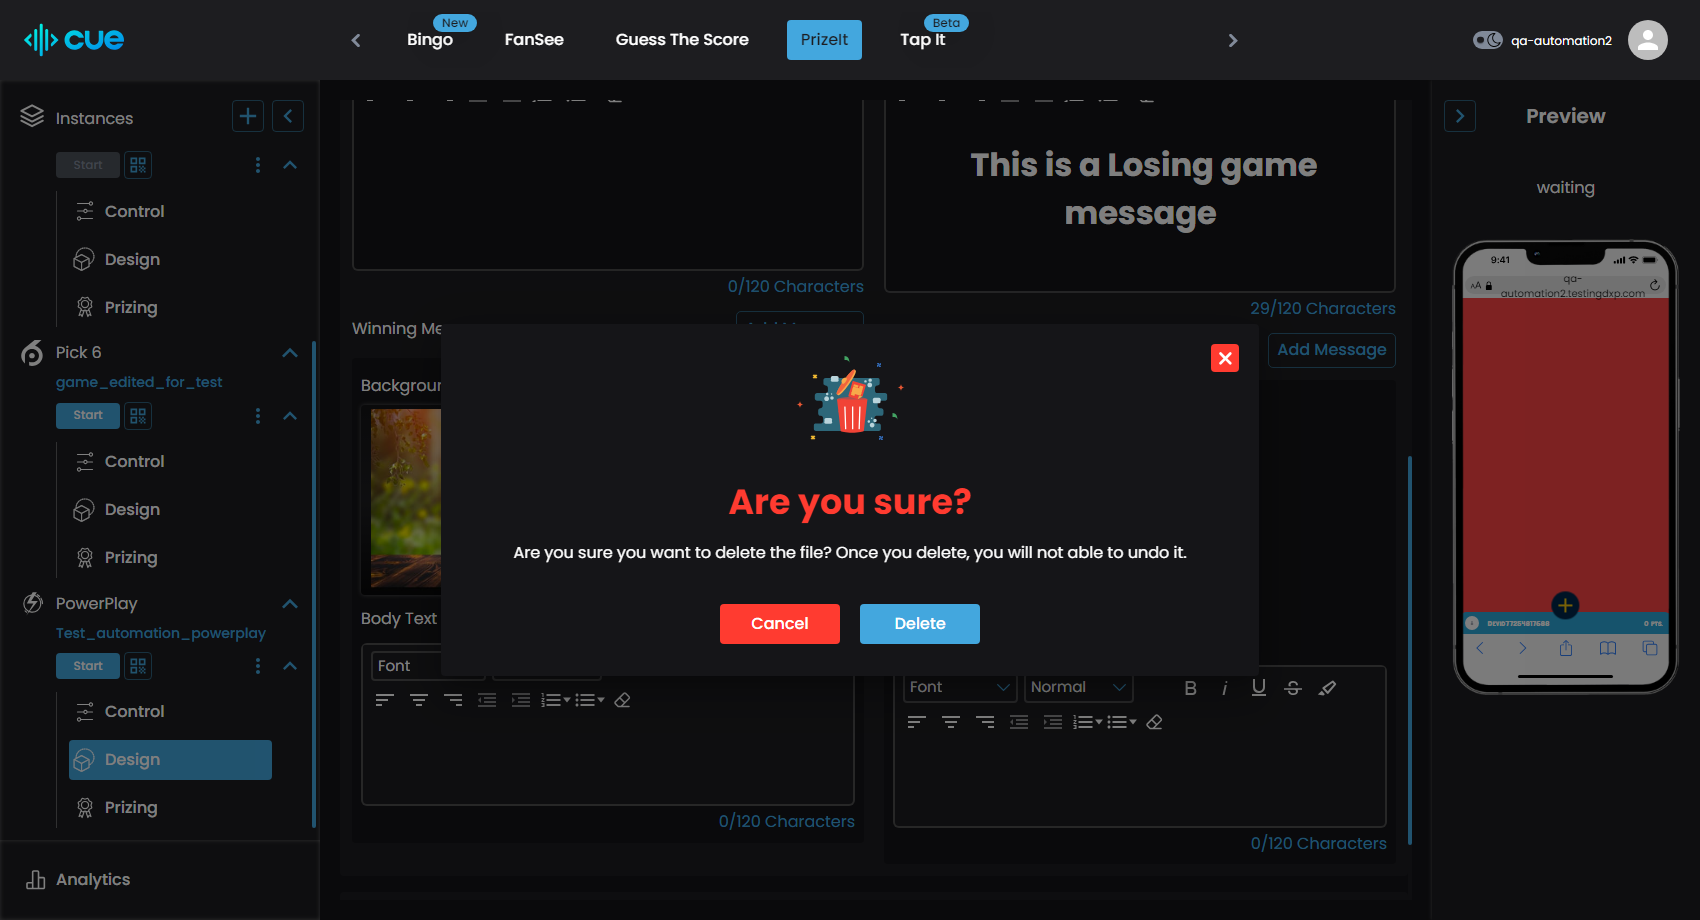 cue
Bingo
New
FanSee
Guess The Score
PrizeIt
Tap It
Beta
qa-automation2
Instances
Start
Control
Design
Prizing
Pick 6
game_edited_for_test
Start
Control
Design
Prizing
PowerPlay
Test_automation_powerplay
Start
Control
Design
Prizing
Analytics
0/120 Characters
This is a Losing game
message
29/120 Characters
Winning Me
Add Message
Backgroun
Body Text
Font
0/120 Characters
Font
Normal
B i U S
0/120 Characters
Are you sure?
Are you sure you want to delete the file? Once you delete, you will not able to undo it.
Cancel
Delete
Preview
waiting
9:41
AA
qa-
automation2.testingdxp.com
0 PTS.